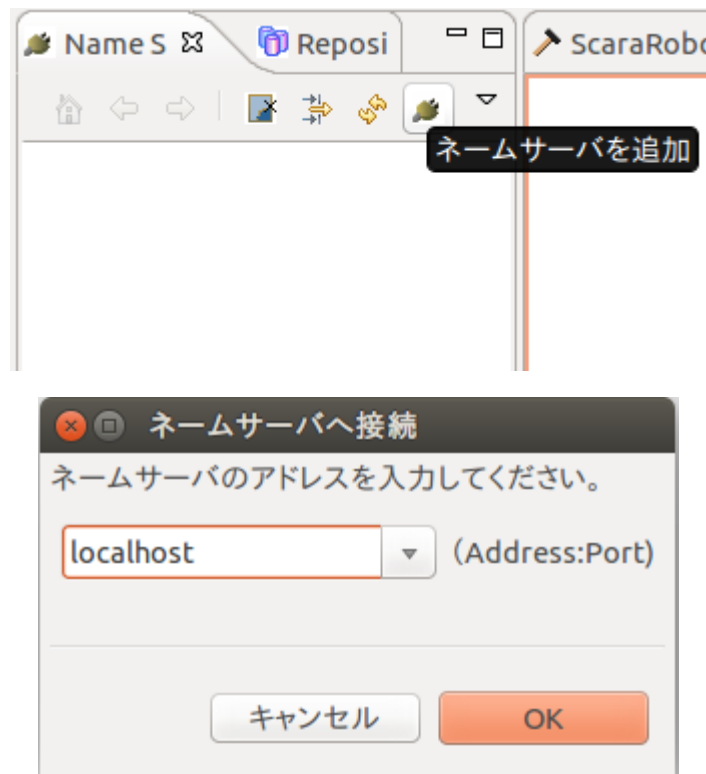 Name S
Reposi
ScaraRobo
ネームサーバを追加
ネームサーバへ接続
ネームサーバのアドレスを入力してください。
localhost
(Address:Port)
キャンセル
OK